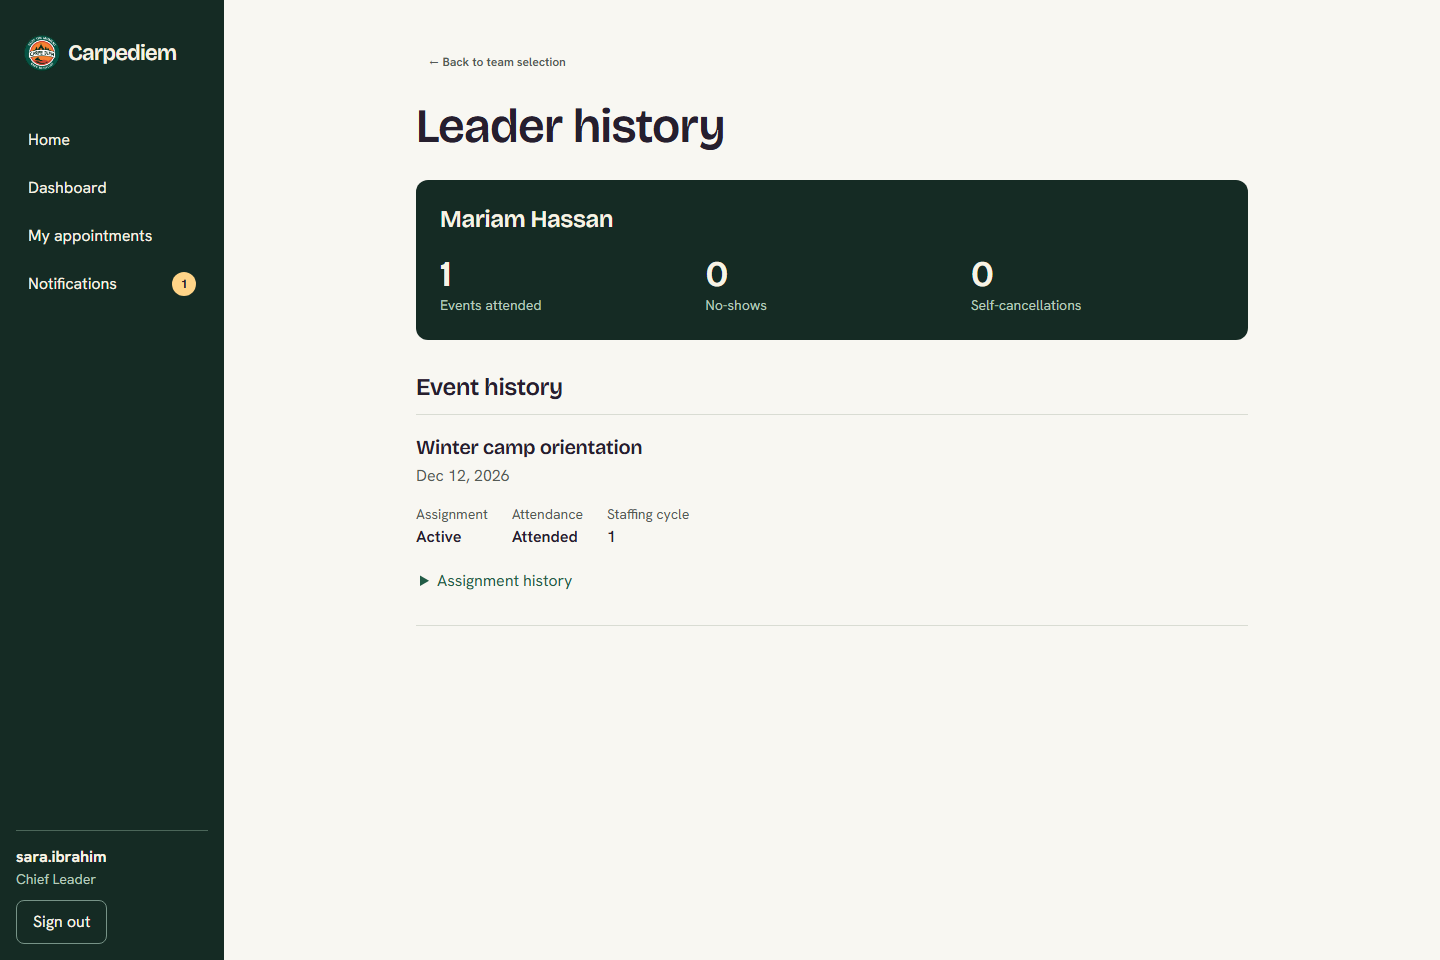 Carpediem
Home
Dashboard
My appointments
Notifications 1
sara.ibrahim
Chief Leader
Sign out
← Back to team selection
Leader history
Mariam Hassan
1 0 0
Events attended No-shows Self-cancellations
Event history
Winter camp orientation
Dec 12, 2026
Assignment Attendance Staffing cycle
Active Attended 1
▶ Assignment history